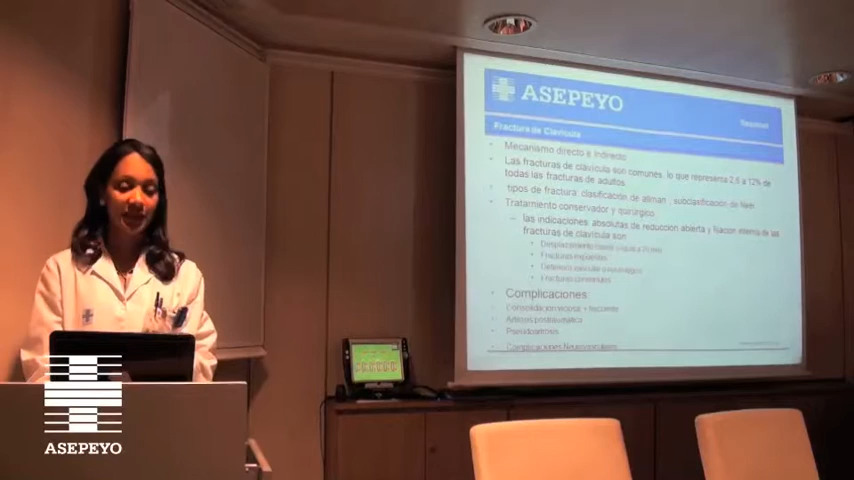 ASEPEYO
Fractura de Clavícula
Mecanismo directo e indirecto
Las fracturas de clavícula son comunes, lo que representa 2,6 a 12% de
todas las fracturas de adultos
tipos de fractura: clasificación de allman, subclasificación de Neer
Tratamiento conservador y quirúrgico
las indicaciones absolutas de reducción abierta y fijación interna de las
fracturas de clavícula son:
Fracturas expuestas
Complicaciones
Consolidación viciosa + frecuente
Artrosis postraumática
Pseudoartrosis
Complicaciones Neurovasculares
ASEPEYO